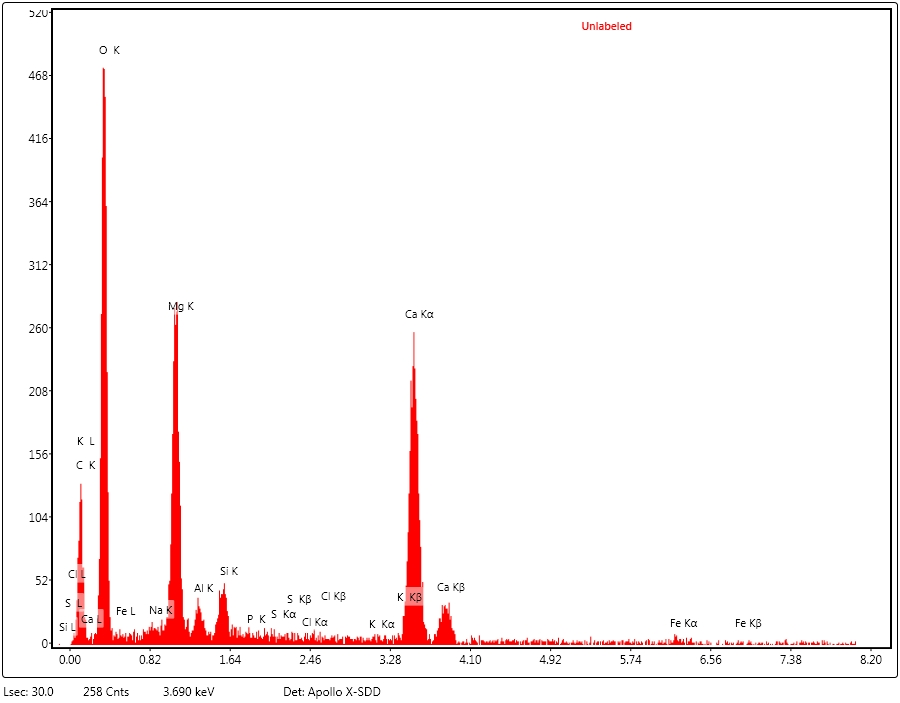 520
Unlabeled
O K
468
416
364
312
Mg K
Ca Kα
260
208
K L
156
C K
104
Cl L
Si K
52
Al K
Ca Kβ
S L
S Kβ
Cl Kβ
K Kβ
Ca L
Fe L
Na K
P K
S Kα
Cl Kα
K Kα
Fe Kα
Fe Kβ
Si L
0
0.00 0.82 1.64 2.46 3.28 4.10 4.92 5.74 6.56 7.38 8.20
Lsec: 30.0 258 Cnts 3.690 keV Det: Apollo X-SDD